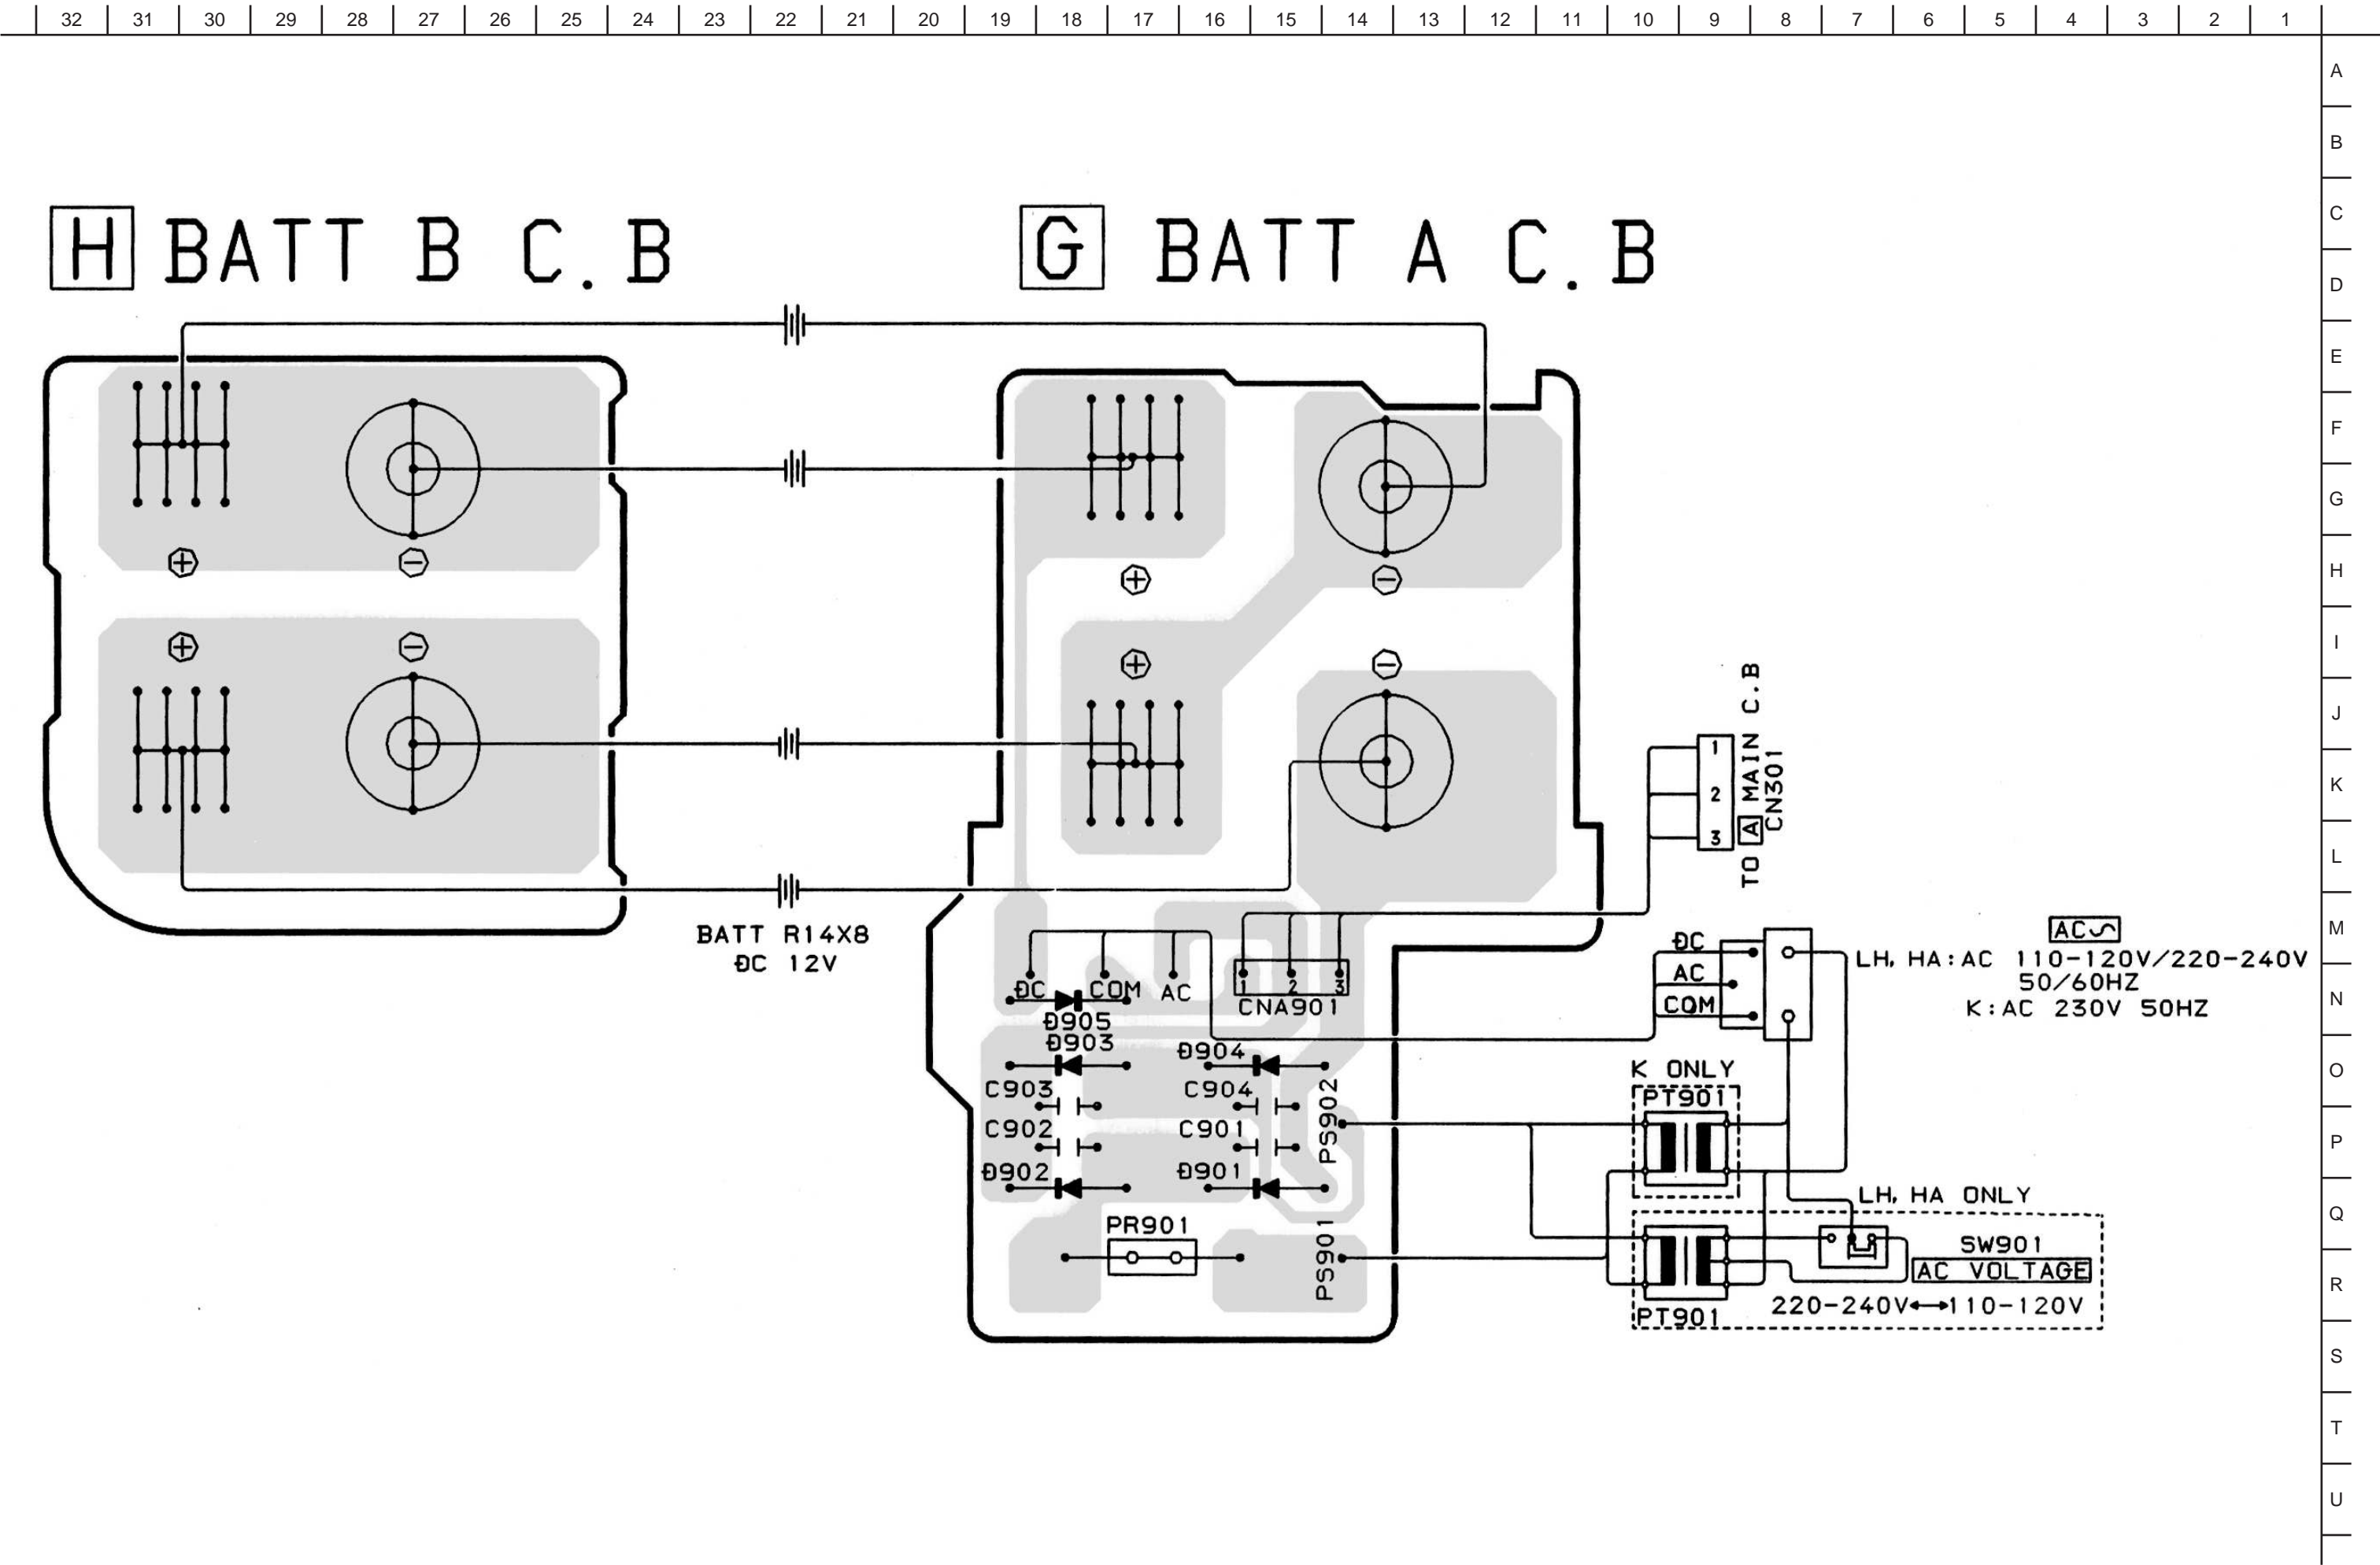 32 31 30 29 28 27 26 25 24 23 22 21 20 19 18 17 16 15 14 13 12 11 10 9 8 7 6 5 4 3 2 1
A
B
C
D
E
F
G
H
I
J
K
L
M
N
O
P
Q
R
S
T
U
H BATT B C.B
G BATT A C.B
⊕ ⊖
⊕ ⊖
⊕ ⊖
⊕ ⊖
BATT R14X8
DC 12V
1
2
3
TO A MAIN C.B
CN301
DC COM AC
1 2 3
CNA901
D905
D903
D904
C903
C904
C902
C901
D902
D901
PS902
PR901
PS901
DC
AC
COM
AC
LH, HA:AC 110-120V/220-240V
50/60HZ
K:AC 230V 50HZ
K ONLY
PT901
LH, HA ONLY
SW901
AC VOLTAGE
220-240V↔110-120V
PT901